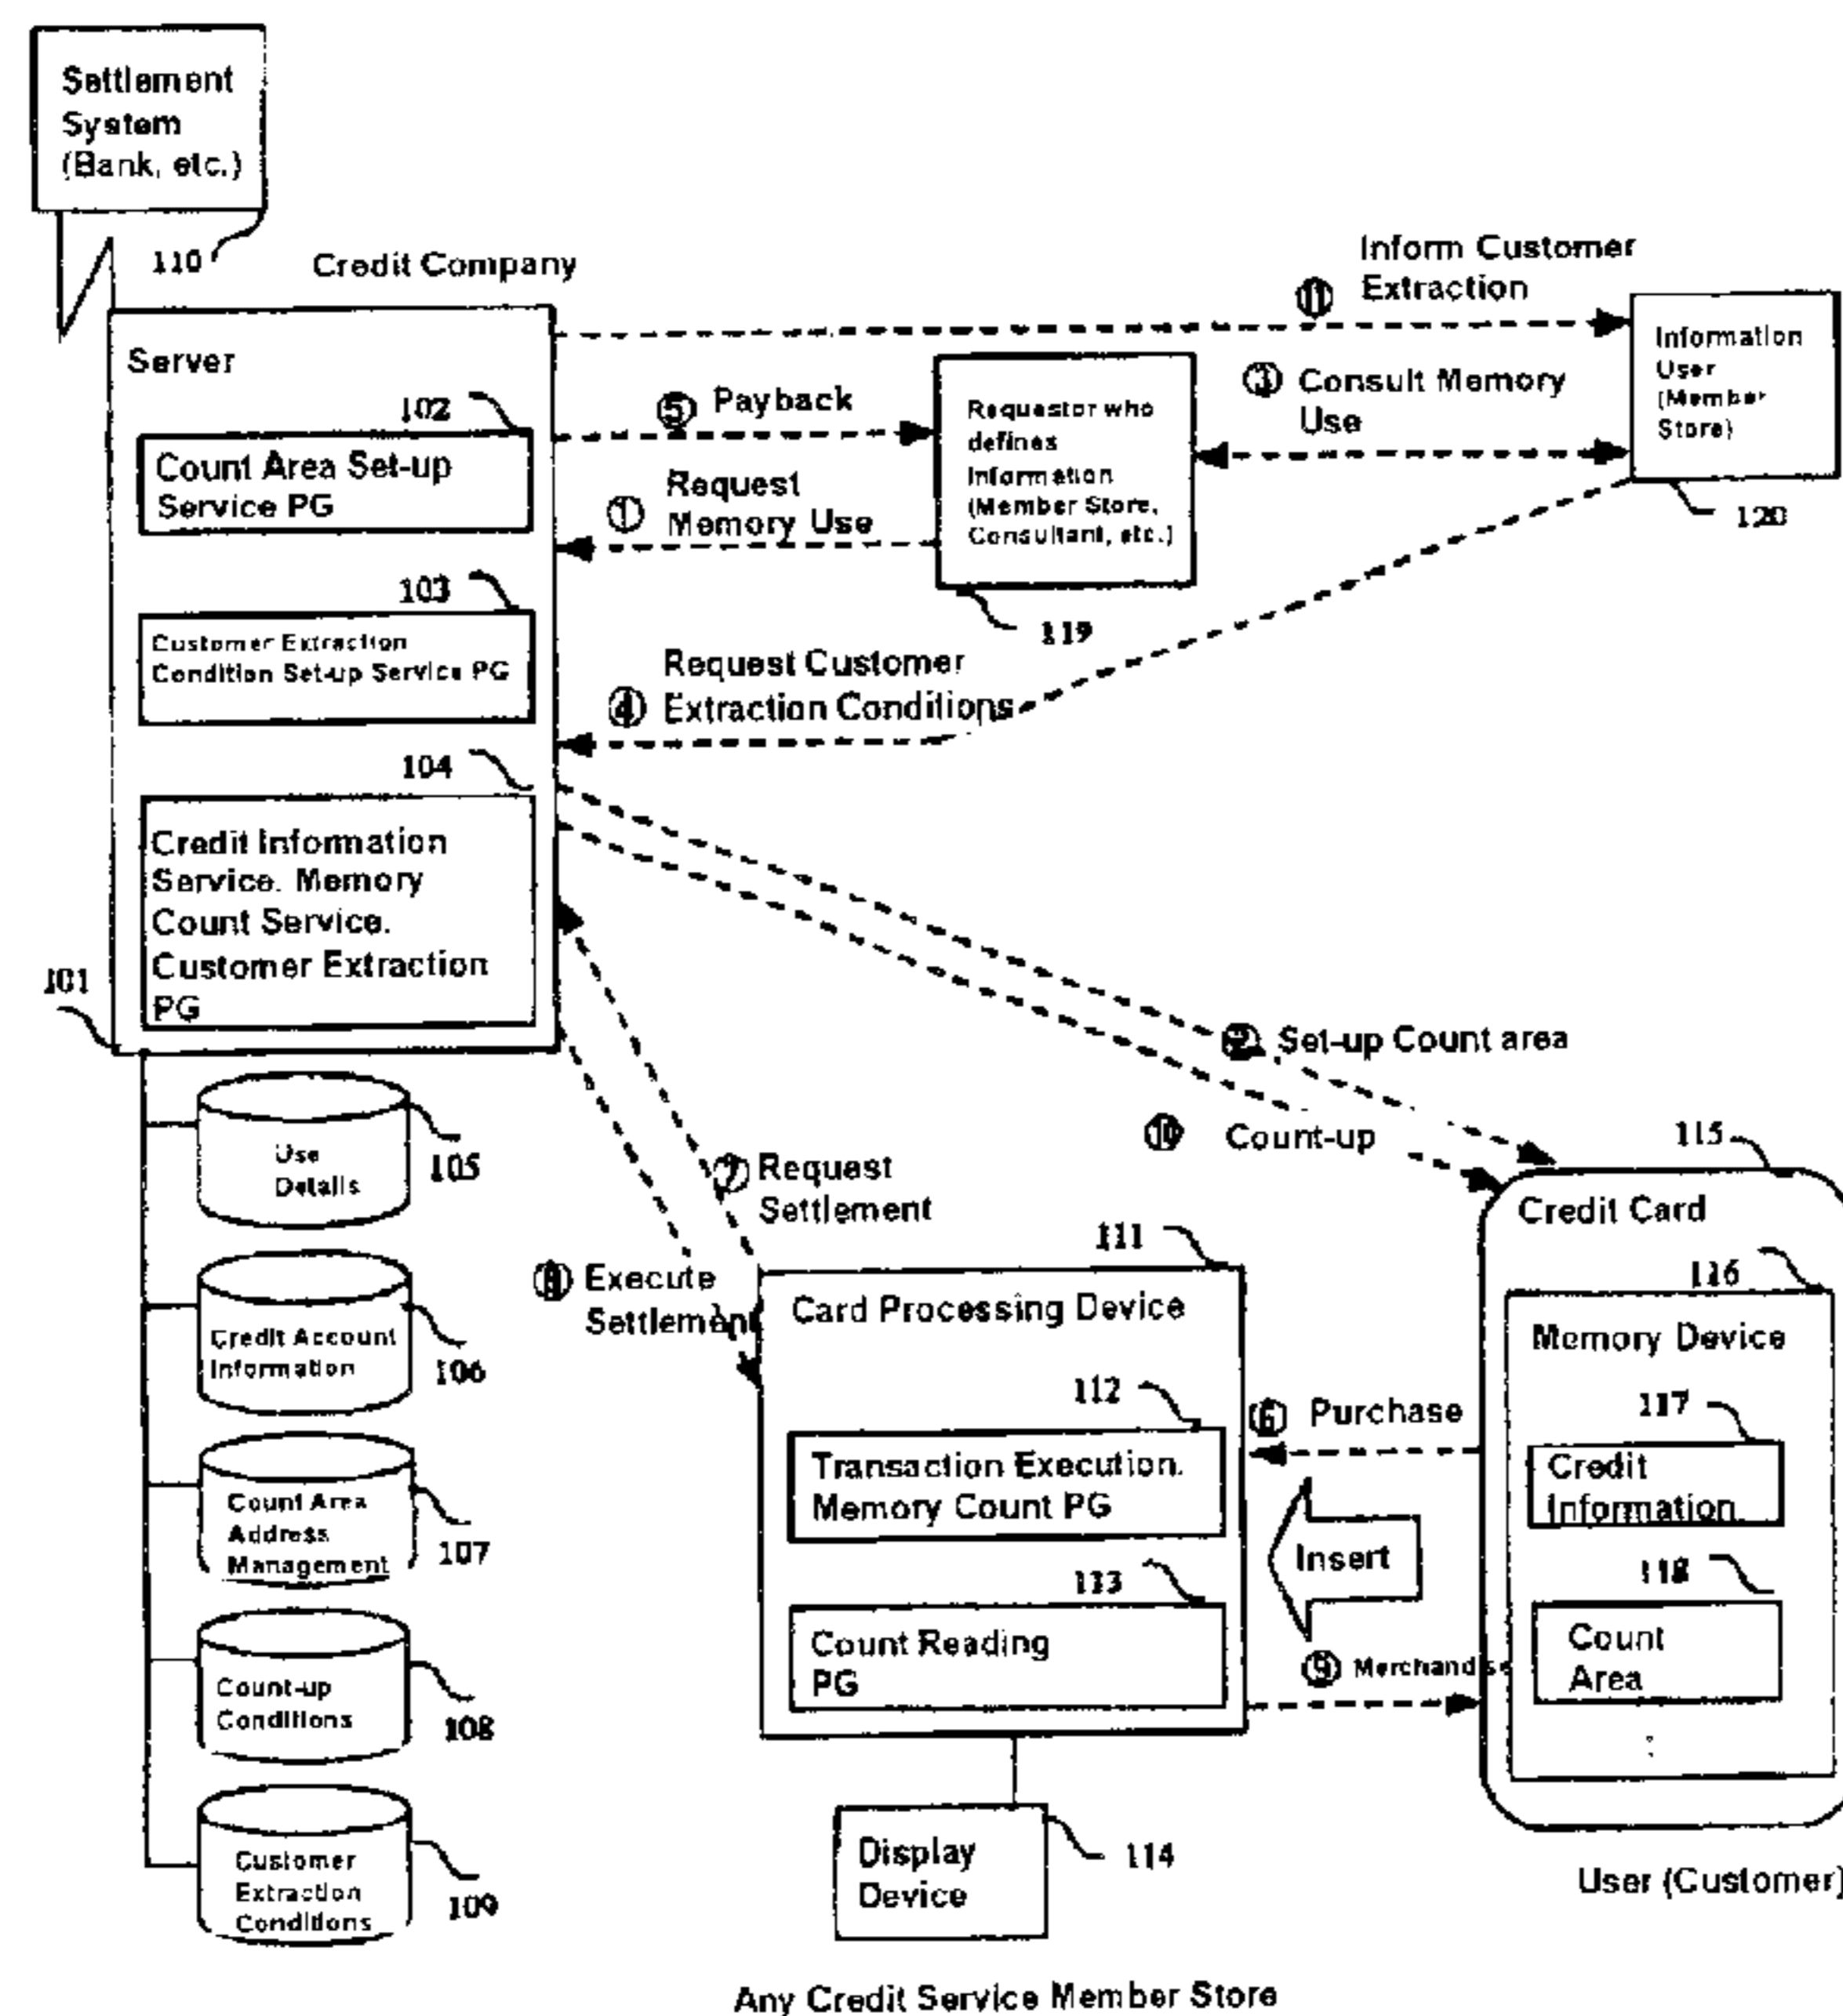 Settlement
System
(Bank, etc.)
110
Credit Company
Server
102
Count Area Set-up
Service PG
103
Customer Extraction
Condition Set-up Service PG
104
Credit Information
Service. Memory
Count Service.
Customer Extraction
PG
101
Use
Details
105
Credit Account
Information
106
Count Area
Address
Management
107
Count-up
Conditions
108
Customer
Extraction
Conditions
109
⑪ Inform Customer
Extraction
⑤ Payback
① Request
Memory Use
Requestor who
defines
Information
(Member Store,
Consultant, etc.)
119
③ Consult Memory
Use
Information
User
(Member
Store)
120
④ Request Customer
Extraction Conditions
② Set-up Count area
⑩ Count-up
⑦ Request
Settlement
⑧ Execute
Settlement
111
Card Processing Device
112
Transaction Execution.
Memory Count PG
113
Count Reading
PG
Display
Device
114
⑥ Purchase
Insert
⑨ Merchandise
115
Credit Card
116
Memory Device
117
Credit
Information
118
Count
Area
User (Customer)
Any Credit Service Member Store